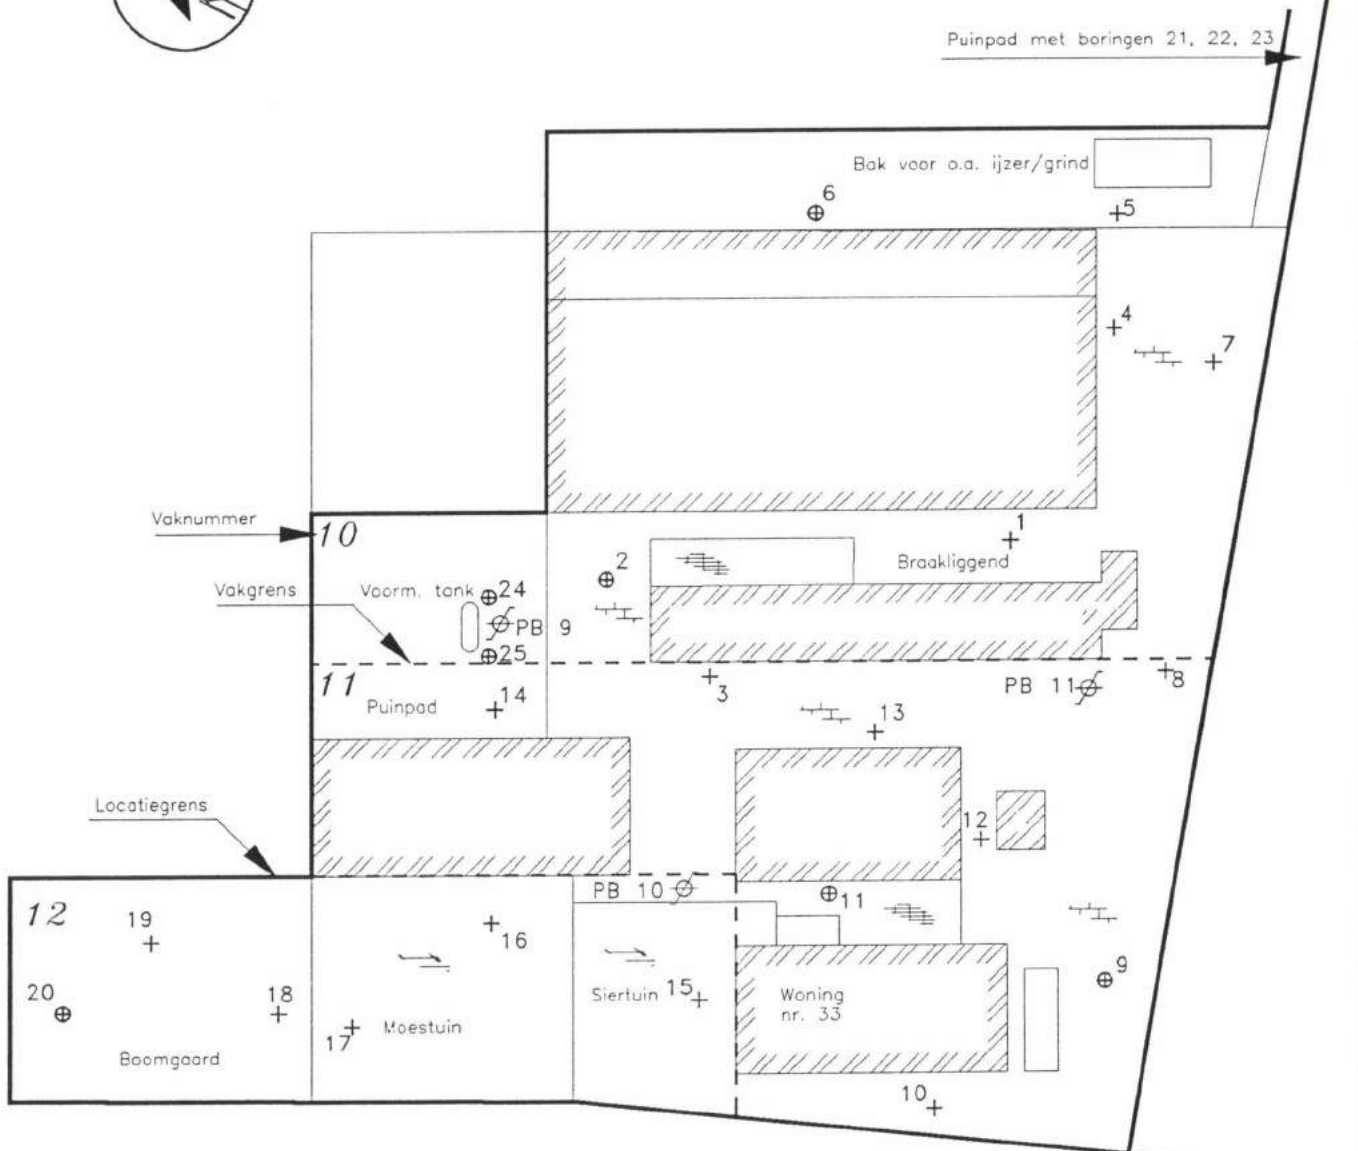 Puinpad met boringen 21, 22, 23
Bak voor o.a. ijzer/grind
6
5
4
7
Vaknummer
10
1
Braakliggend
2
Vakgrens
Voorm. tank
24
PB 9
25
11
3
PB 11
8
Puinpad
14
13
Locatiegrens
12
12
PB 10
11
19
16
9
20
18
Siertuin
15
Woning
nr. 33
17
Moestuin
Boomgaard
10